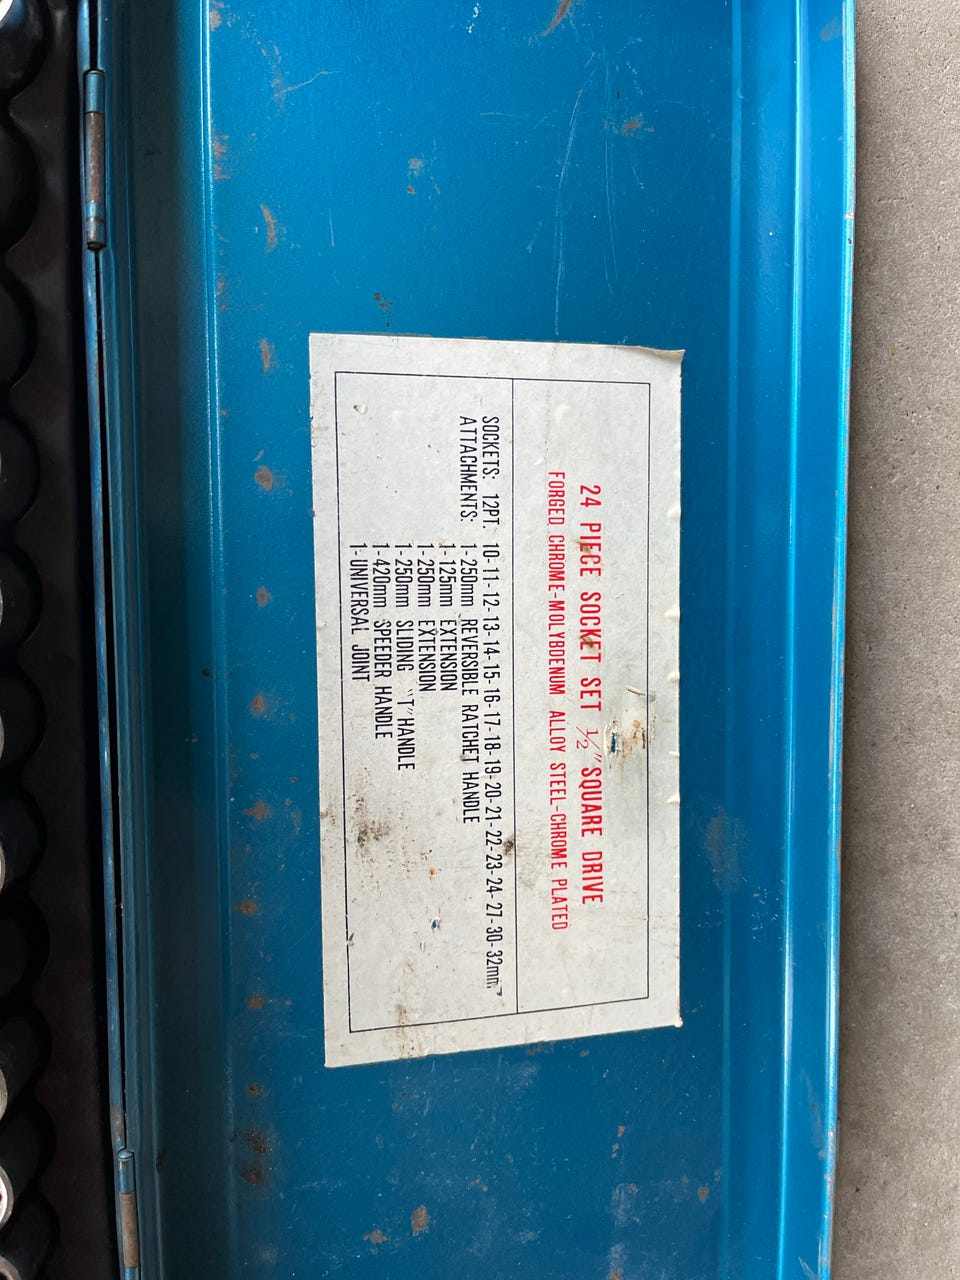 24 PIECE SOCKET SET 1/2" SQUARE DRIVE
FORGED CHROME-MOLYBDENUM ALLOY STEEL-CHROME PLATED
SOCKETS: 12PT. 10-11-12-13-14-15-16-17-18-19-20-21-22-23-24-27-30-32mm
ATTACHMENTS: 1-250mm REVERSIBLE RATCHET HANDLE
1-125mm EXTENSION
1-250mm EXTENSION
1-250mm SLIDING "T" HANDLE
1-420mm SPEEDER HANDLE
1-UNIVERSAL JOINT